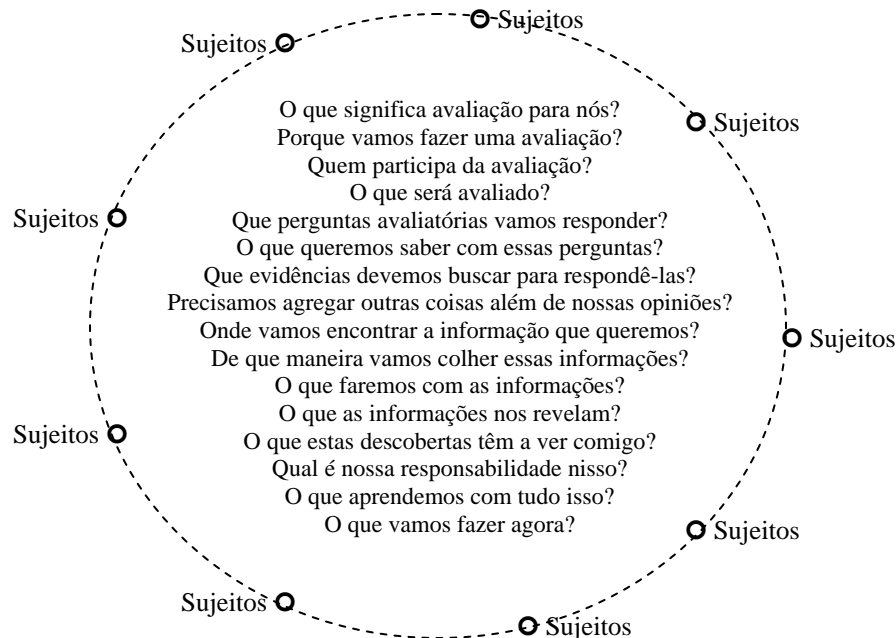 Sujeitos
Sujeitos
Sujeitos
O que significa avaliação para nós?
Porque vamos fazer uma avaliação?
Quem participa da avaliação?
O que será avaliado?
Sujeitos
Que perguntas avaliatórias vamos responder?
O que queremos saber com essas perguntas?
Que evidências devemos buscar para respondê-las?
Precisamos agregar outras coisas além de nossas opiniões?
Onde vamos encontrar a informação que queremos?
Sujeitos
De que maneira vamos colher essas informações?
O que faremos com as informações?
O que as informações nos revelam?
Sujeitos
O que estas descobertas têm a ver comigo?
Qual é nossa responsabilidade nisso?
O que aprendemos com tudo isso?
O que vamos fazer agora?
Sujeitos
Sujeitos
Sujeitos